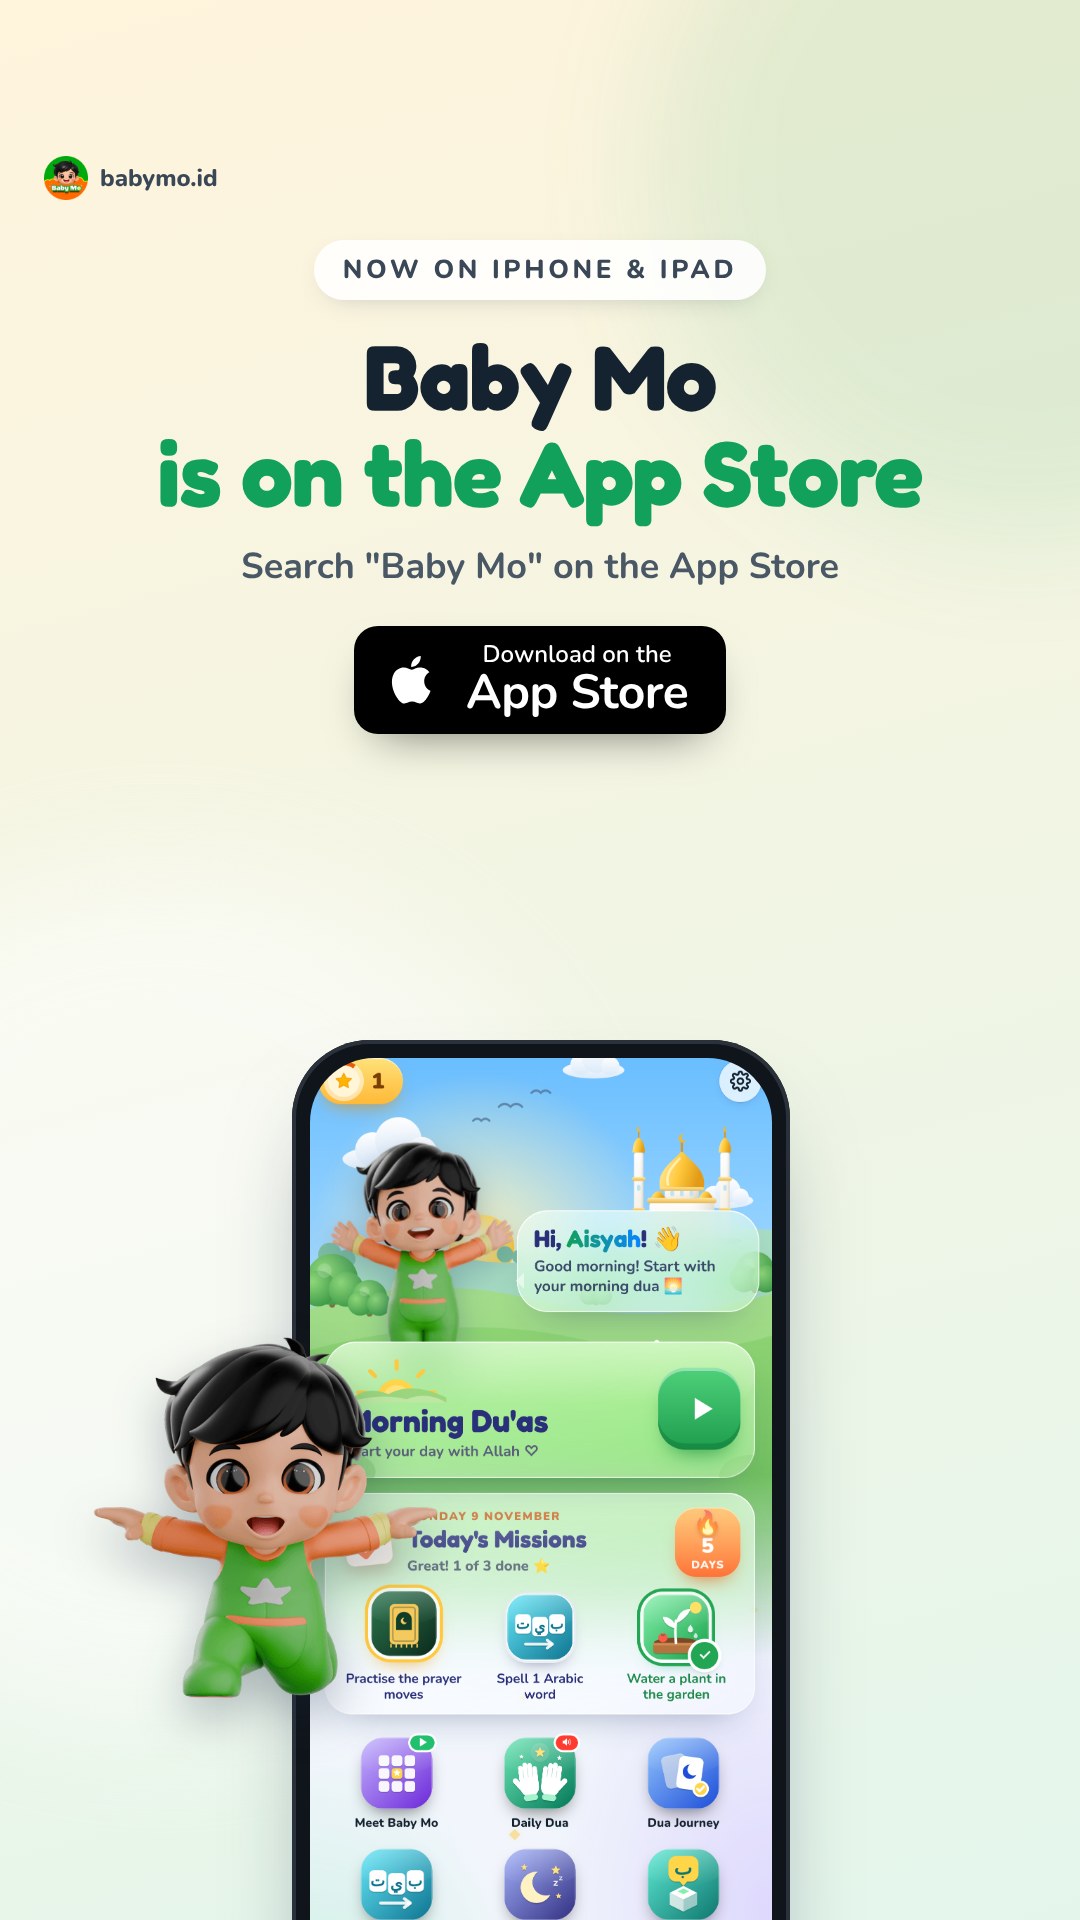 babymo.id
NOW ON IPHONE & IPAD
Baby Mo
is on the App Store
Search "Baby Mo" on the App Store
Download on the
App Store
1
Hi, Aisyah! 👋
Good morning! Start with
your morning dua 🌅
Morning Du'as
your day with Allah ♡
9 NOVEMBER
Today's Missions
Great! 1 of 3 done ⭐
5
DAYS
Practise the prayer
moves
ب ي ت
Spell 1 Arabic
word
Water a plant in
the garden
Meet Baby Mo
Daily Dua
Dua Journey
ب ي ت
ب